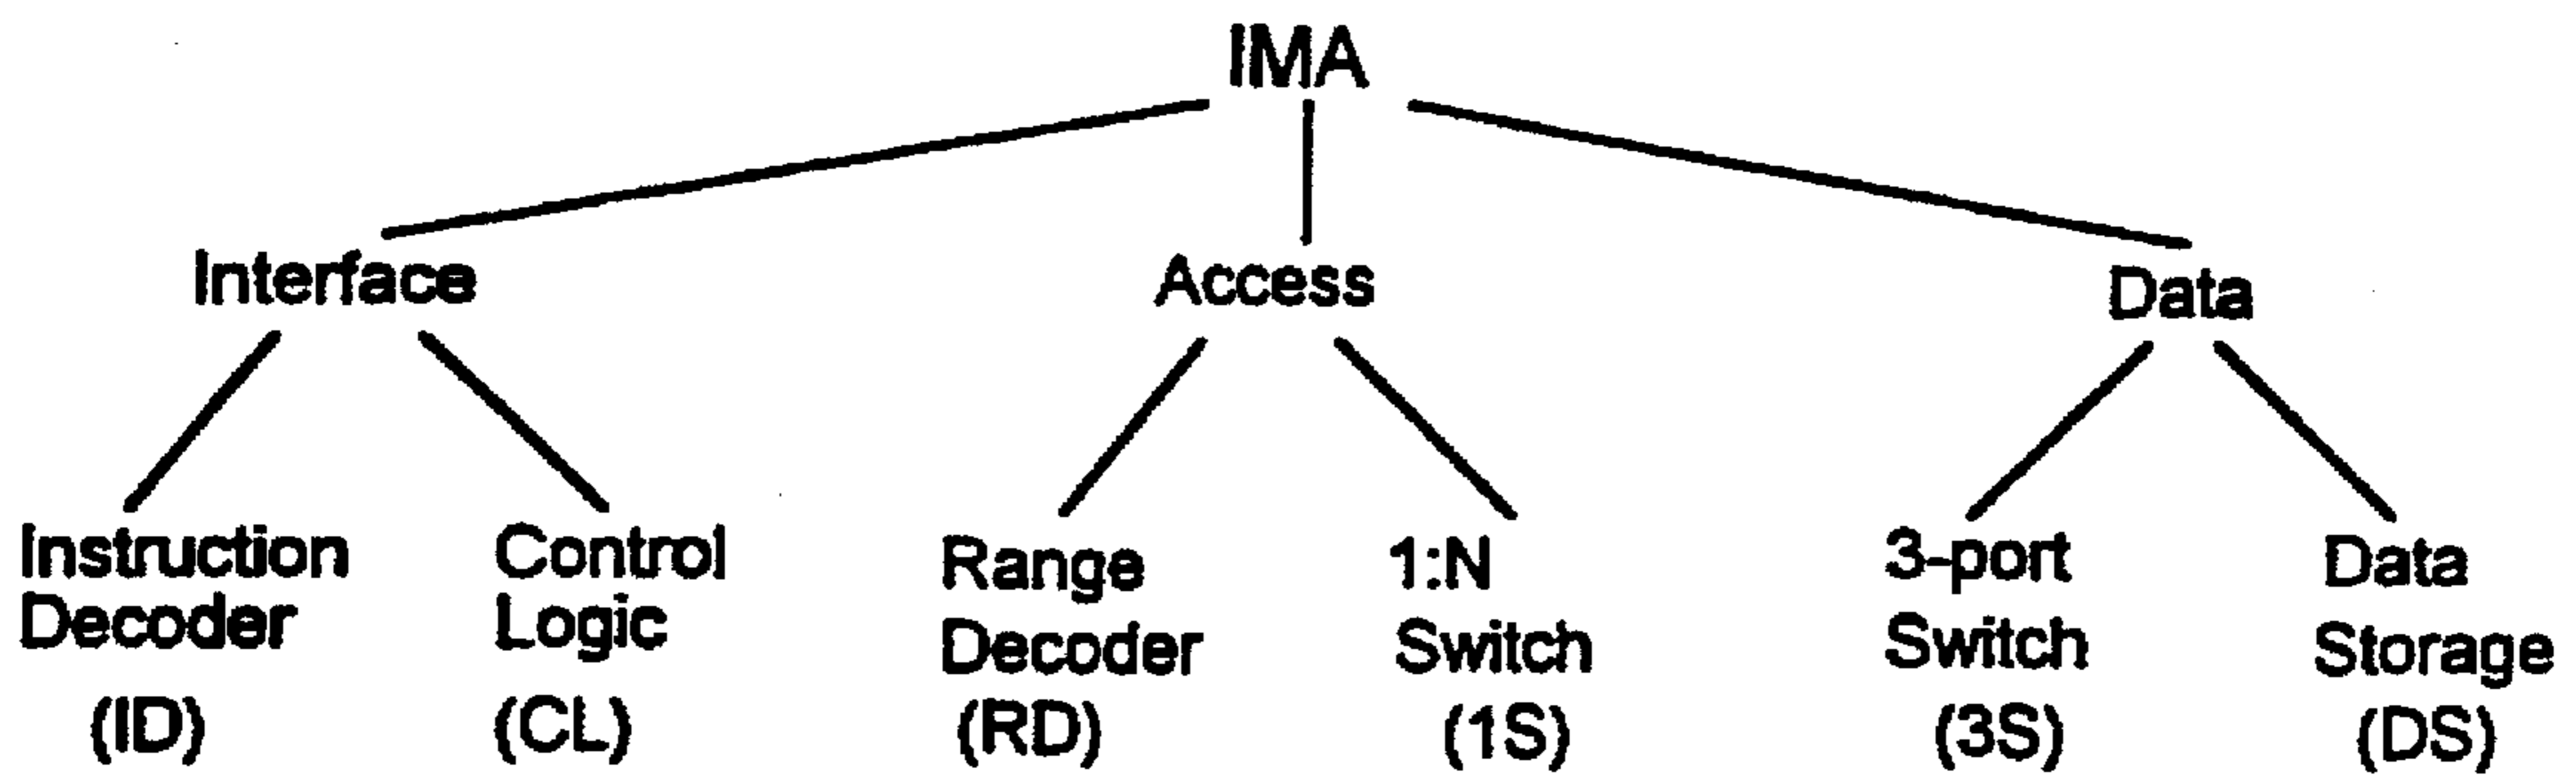 IMA
Interface
Access
Data
Instruction
Decoder
(ID)
Control
Logic
(CL)
Range
Decoder
(RD)
1:N
Switch
(1S)
3-port
Switch
(3S)
Data
Storage
(DS)